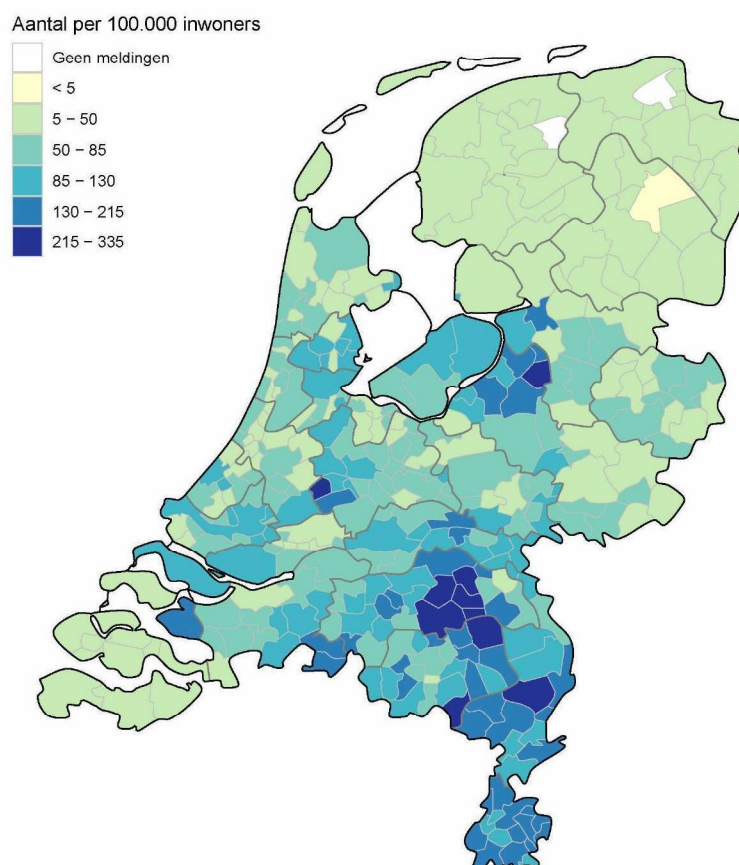 Aantal per 100.000 inwoners
Geen meldingen
< 5
5 – 50
50 – 85
85 – 130
130 – 215
215 – 335